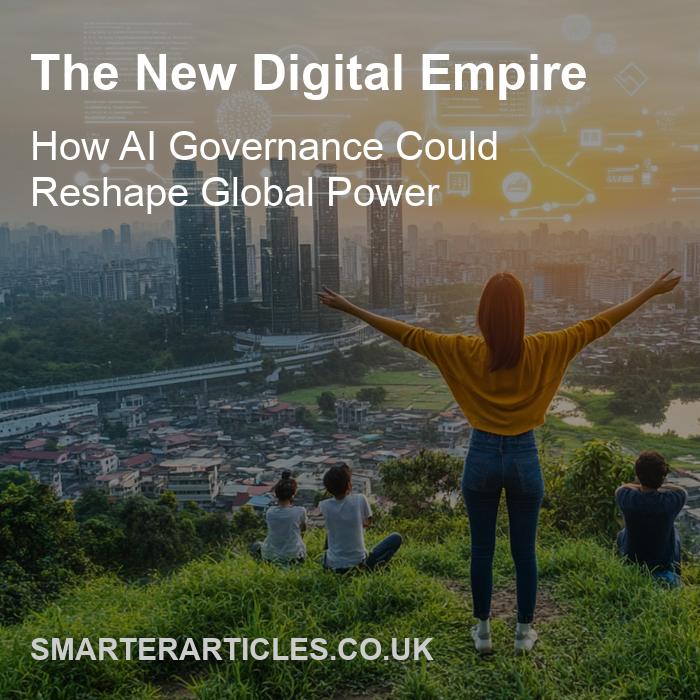 The New Digital Empire
How AI Governance Could
Reshape Global Power
SMARTERARTICLES.CO.UK